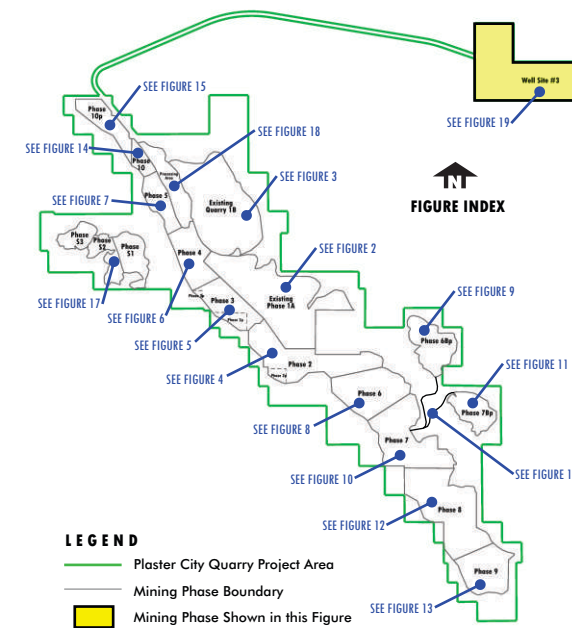 Well Site #3
SEE FIGURE 19
SEE FIGURE 15
Phase
10p
SEE FIGURE 18
SEE FIGURE 14
Phase
10
Processing
Area
SEE FIGURE 3
N
FIGURE INDEX
SEE FIGURE 7
Phase 5
Existing
Quarry 1B
Phase
S3
Phase
S2
Phase
S1
SEE FIGURE 2
Phase 4
SEE FIGURE 17
SEE FIGURE 6
Phase 3
Existing
Phase 1A
SEE FIGURE 9
Phase 6Bp
SEE FIGURE 5
SEE FIGURE 4
Phase 2
SEE FIGURE 11
Phase 7Bp
Phase 6
SEE FIGURE 8
Phase 7
SEE FIGURE 10
SEE FIGURE 1
Phase 8
SEE FIGURE 12
Phase 9
SEE FIGURE 13
LEGEND
Plaster City Quarry Project Area
Mining Phase Boundary
Mining Phase Shown in this Figure